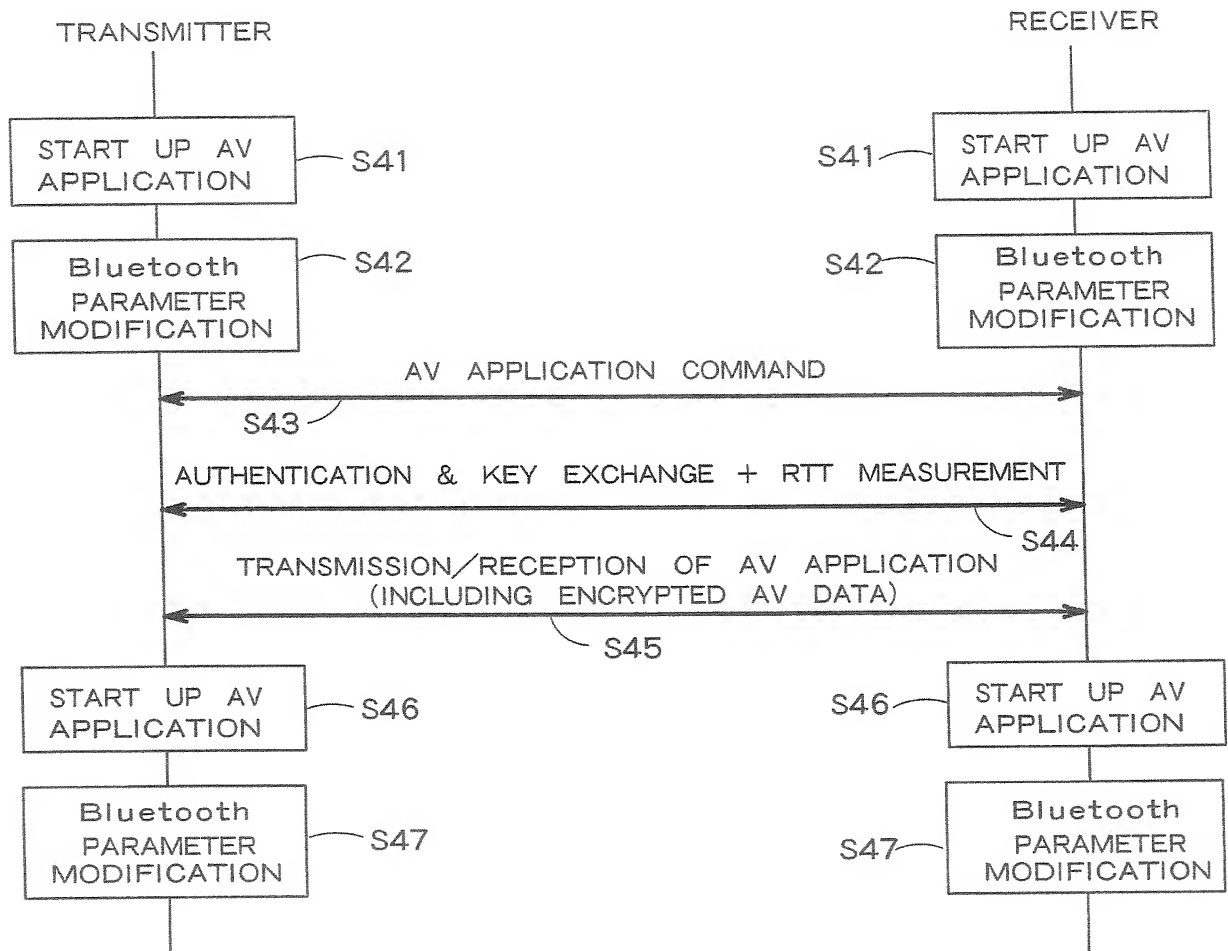 TRANSMITTER
RECEIVER
START UP AV
APPLICATION
S41
S41
START UP AV
APPLICATION
Bluetooth
PARAMETER
MODIFICATION
S42
S42
Bluetooth
PARAMETER
MODIFICATION
AV APPLICATION COMMAND
S43
AUTHENTICATION & KEY EXCHANGE + RTT MEASUREMENT
S44
TRANSMISSION/RECEPTION OF AV APPLICATION
(INCLUDING ENCRYPTED AV DATA)
S45
START UP AV
APPLICATION
S46
S46
START UP AV
APPLICATION
Bluetooth
PARAMETER
MODIFICATION
S47
S47
Bluetooth
PARAMETER
MODIFICATION